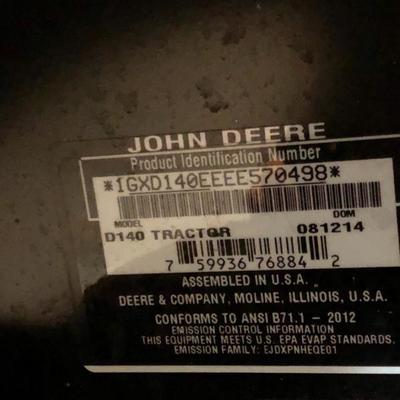 JOHN DEERE
Product Identification Number
*1GXD140EEEE570498*
MODEL DOM
D140 TRACTOR 081214
7 59936 76884 2
ASSEMBLED IN U.S.A.
DEERE & COMPANY, MOLINE, ILLINOIS, U.S.A.
CONFORMS TO ANSI B71.1 - 2012
EMISSION CONTROL INFORMATION
THIS EQUIPMENT MEETS U.S. EPA EVAP STANDARDS.
EMISSION FAMILY: EJDXPNHEQE01